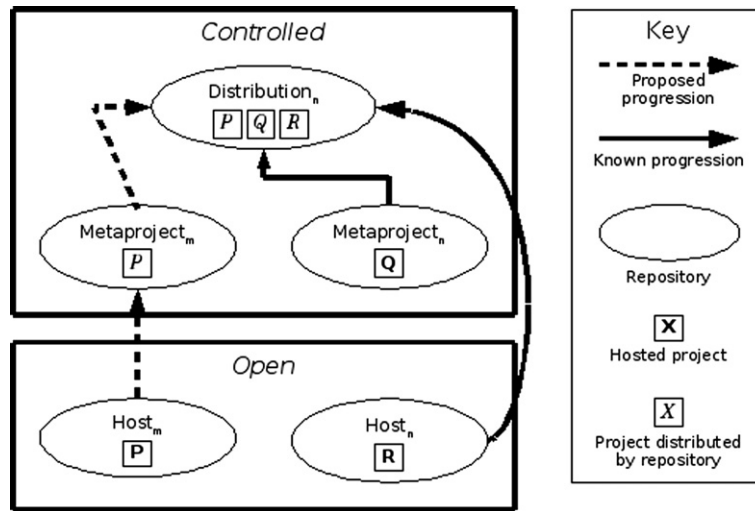 Controlled
Distributionₙ
P Q R
Metaprojectₘ
P
Metaprojectₙ
Q
Open
Hostₘ
P
Hostₙ
R
Key
Proposed
progression
Known progression
Repository
X
Hosted project
X
Project distributed
by repository